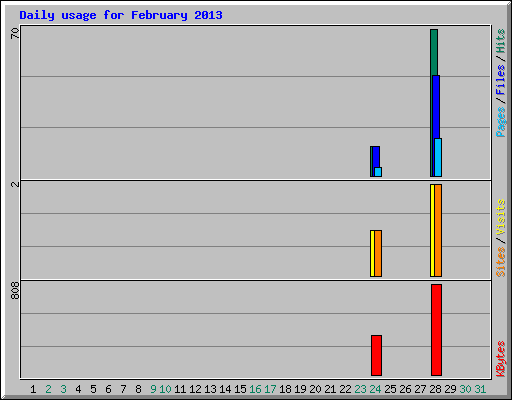 Daily usage for February 2013
70
Pages/Files/Hits
2
Sites/Visits
808
KBytes
1 2 3 4 5 6 7 8 9 10 11 12 13 14 15 16 17 18 19 20 21 22 23 24 25 26 27 28 29 30 31